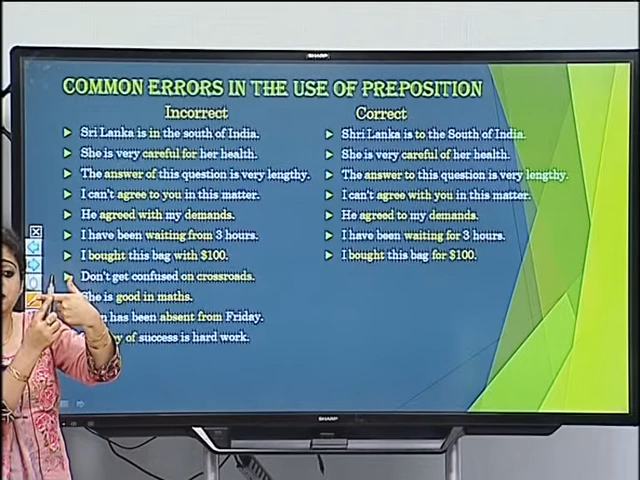 SHARP
COMMON ERRORS IN THE USE OF PREPOSITION
Incorrect
Sri Lanka is in the south of India.
She is very careful for her health.
The answer of this question is very lengthy.
I can't agree to you in this matter.
He agreed with my demands.
I have been waiting from 3 hours.
I bought this bag with $100.
Don't get confused on crossroads.
She is good in maths.
has been absent from Friday.
of success is hard work.
Correct
Shri Lanka is to the South of India.
She is very careful of her health.
The answer to this question is very lengthy.
I can't agree with you in this matter.
He agreed to my demands.
I have been waiting for 3 hours.
I bought this bag for $100.
SHARP